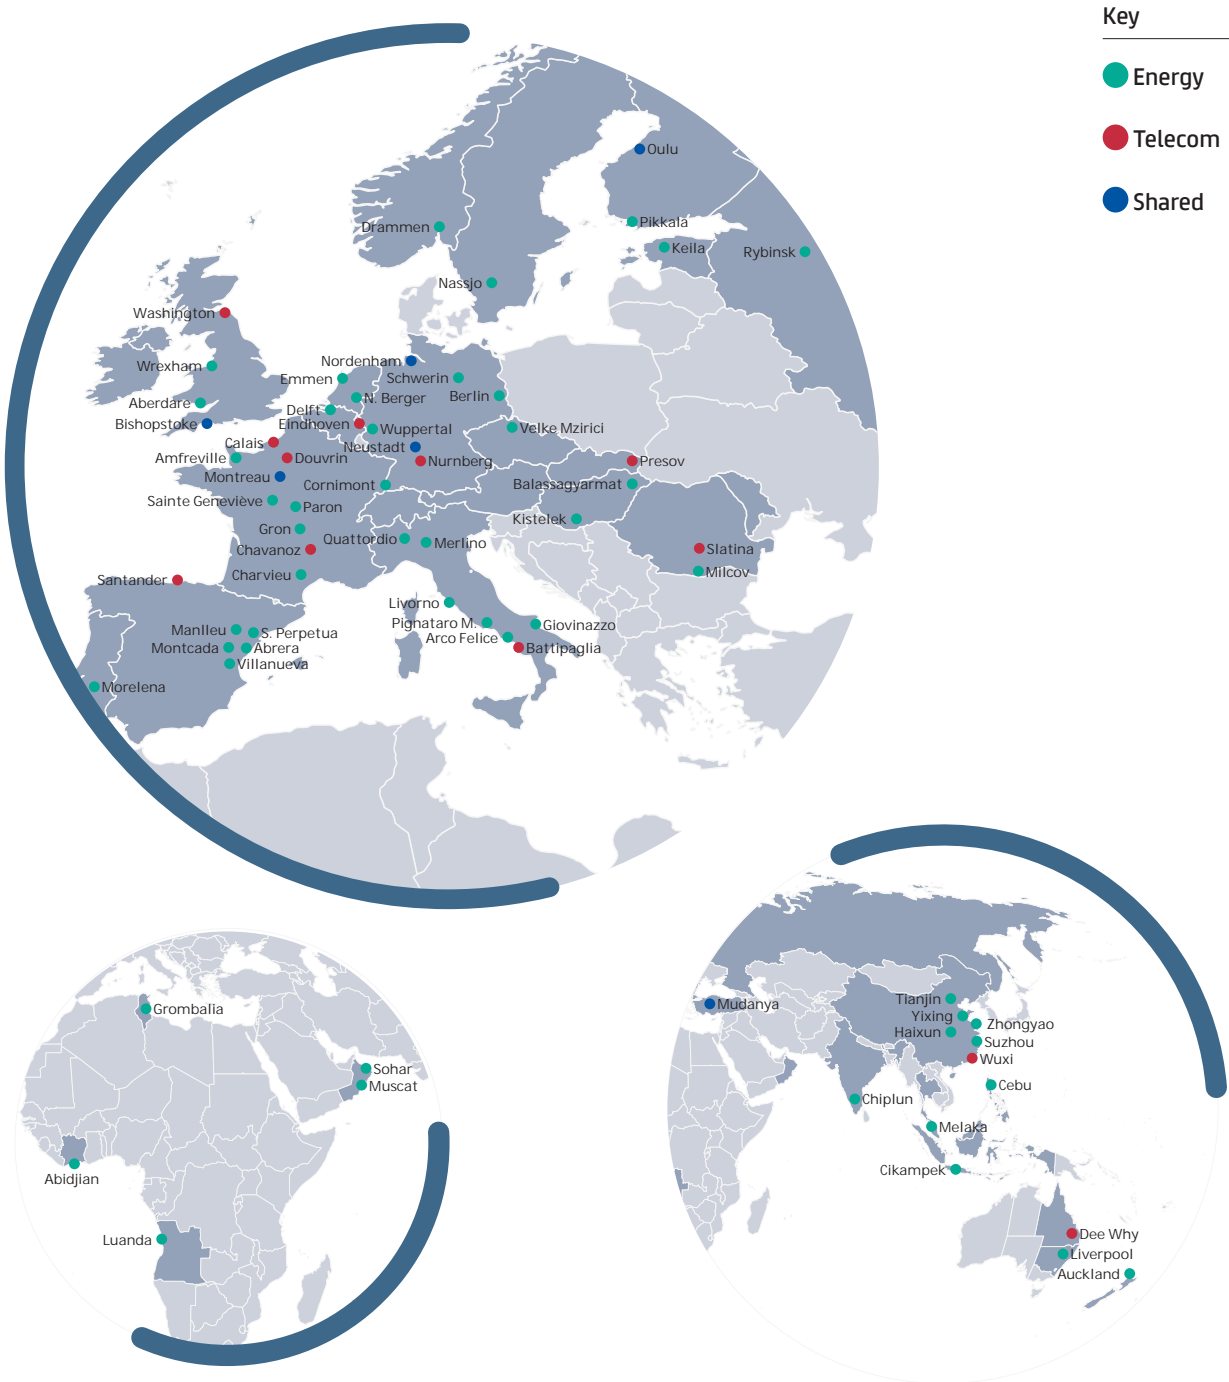 Key
Energy
Telecom
Shared
Oulu
Pikkala
Drammen
Keila
Rybinsk
Nassjo
Washington
Nordenham
Wrexham
Emmen
Schwerin
Berlin
N. Berger
Aberdare
Delft
Bishopstoke
Eindhoven
Wuppertal
Velke Mzirici
Calais
Neustadt
Amfreville
Douvrin
Nurnberg
Presov
Montreau
Cornimont
Balassagyarmat
Sainte Geneviève
Paron
Kistelek
Gron
Quattordio
Merlino
Chavanoz
Slatina
Charvieu
Milcov
Santander
Livorno
Pignataro M.
Giovinazzo
Manlleu
S. Perpetua
Arco Felice
Montcada
Abrera
Battipaglia
Villanueva
Morelena
Grombalia
Sohar
Muscat
Abidjian
Luanda
Mudanya
Tianjin
Yixing
Zhongyao
Haixun
Suzhou
Wuxi
Cebu
Chiplun
Melaka
Cikampek
Dee Why
Liverpool
Auckland